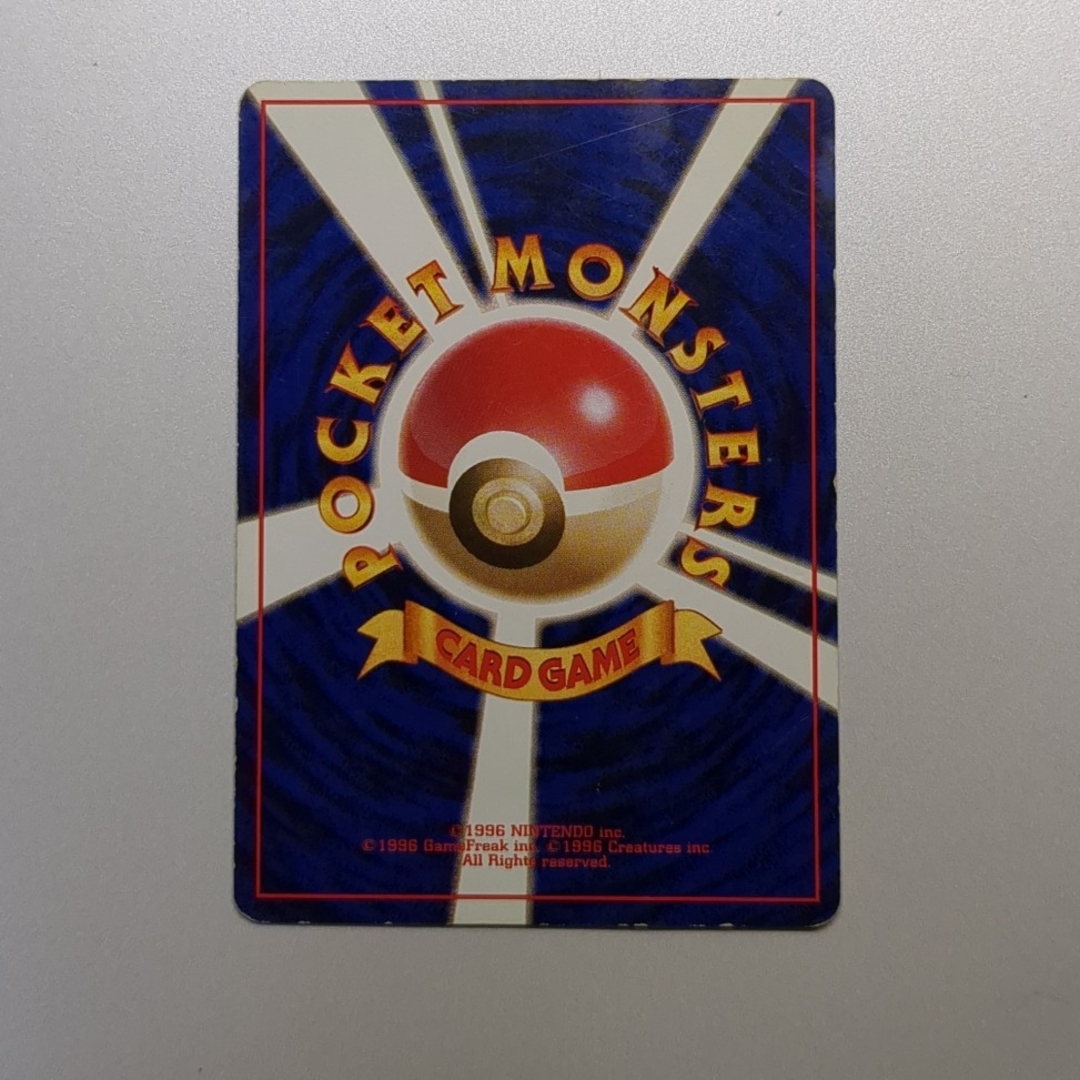 POCKET MONSTERS
CARD GAME
©1996 NINTENDO inc.
©1996 GameFreak inc. ©1996 Creatures inc.
All Rights reserved.